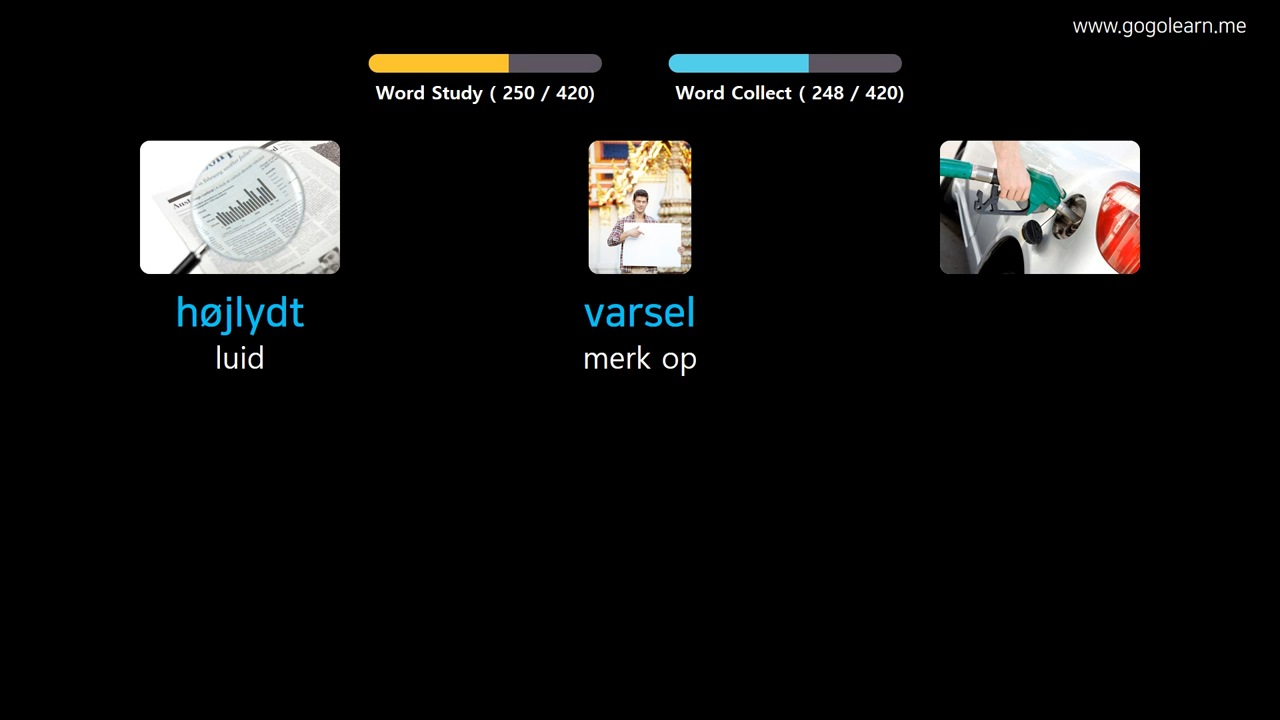 www.gogolearn.me
Word Study ( 250 / 420)
Word Collect ( 248 / 420)
højlydt
luid
varsel
merk op